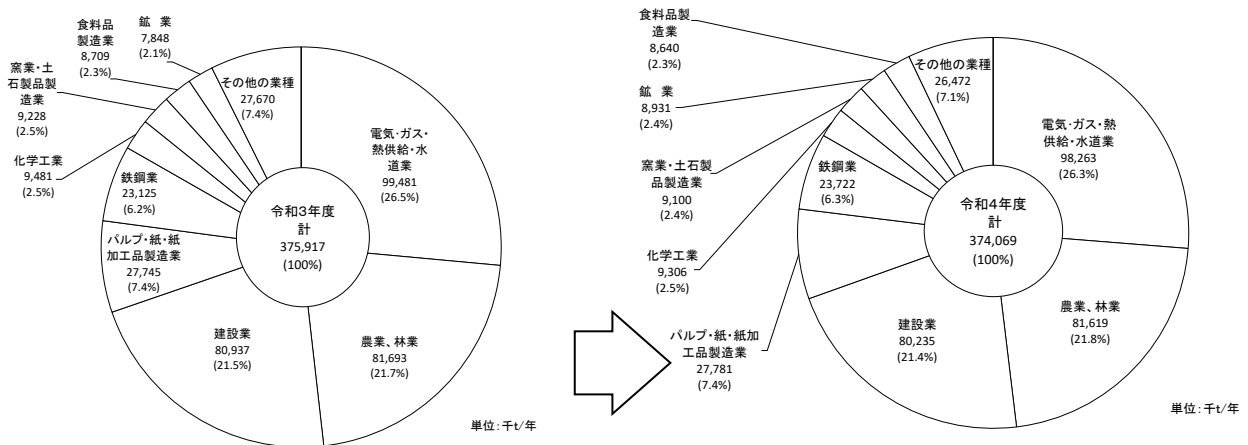 食料品
製造業
8,709
(2.3%)
鉱　業
7,848
(2.1%)
窯業・土
石製品製
造業
9,228
(2.5%)
化学工業
9,481
(2.5%)
鉄鋼業
23,125
(6.2%)
パルプ・紙・紙
加工品製造業
27,745
(7.4%)
建設業
80,937
(21.5%)
農業、林業
81,693
(21.7%)
電気・ガス・
熱供給・水
道業
99,481
(26.5%)
その他の業種
27,670
(7.4%)
令和3年度
計
375,917
(100%)
単位：千t/年
食料品製
造業
8,640
(2.3%)
鉱　業
8,931
(2.4%)
窯業・土石製
品製造業
9,100
(2.4%)
化学工業
9,306
(2.5%)
鉄鋼業
23,722
(6.3%)
パルプ・紙・紙加
工品製造業
27,781
(7.4%)
建設業
80,235
(21.4%)
農業、林業
81,619
(21.8%)
電気・ガス・熱
供給・水道業
98,263
(26.3%)
その他の業種
26,472
(7.1%)
令和4年度
計
374,069
(100%)
単位：千t/年